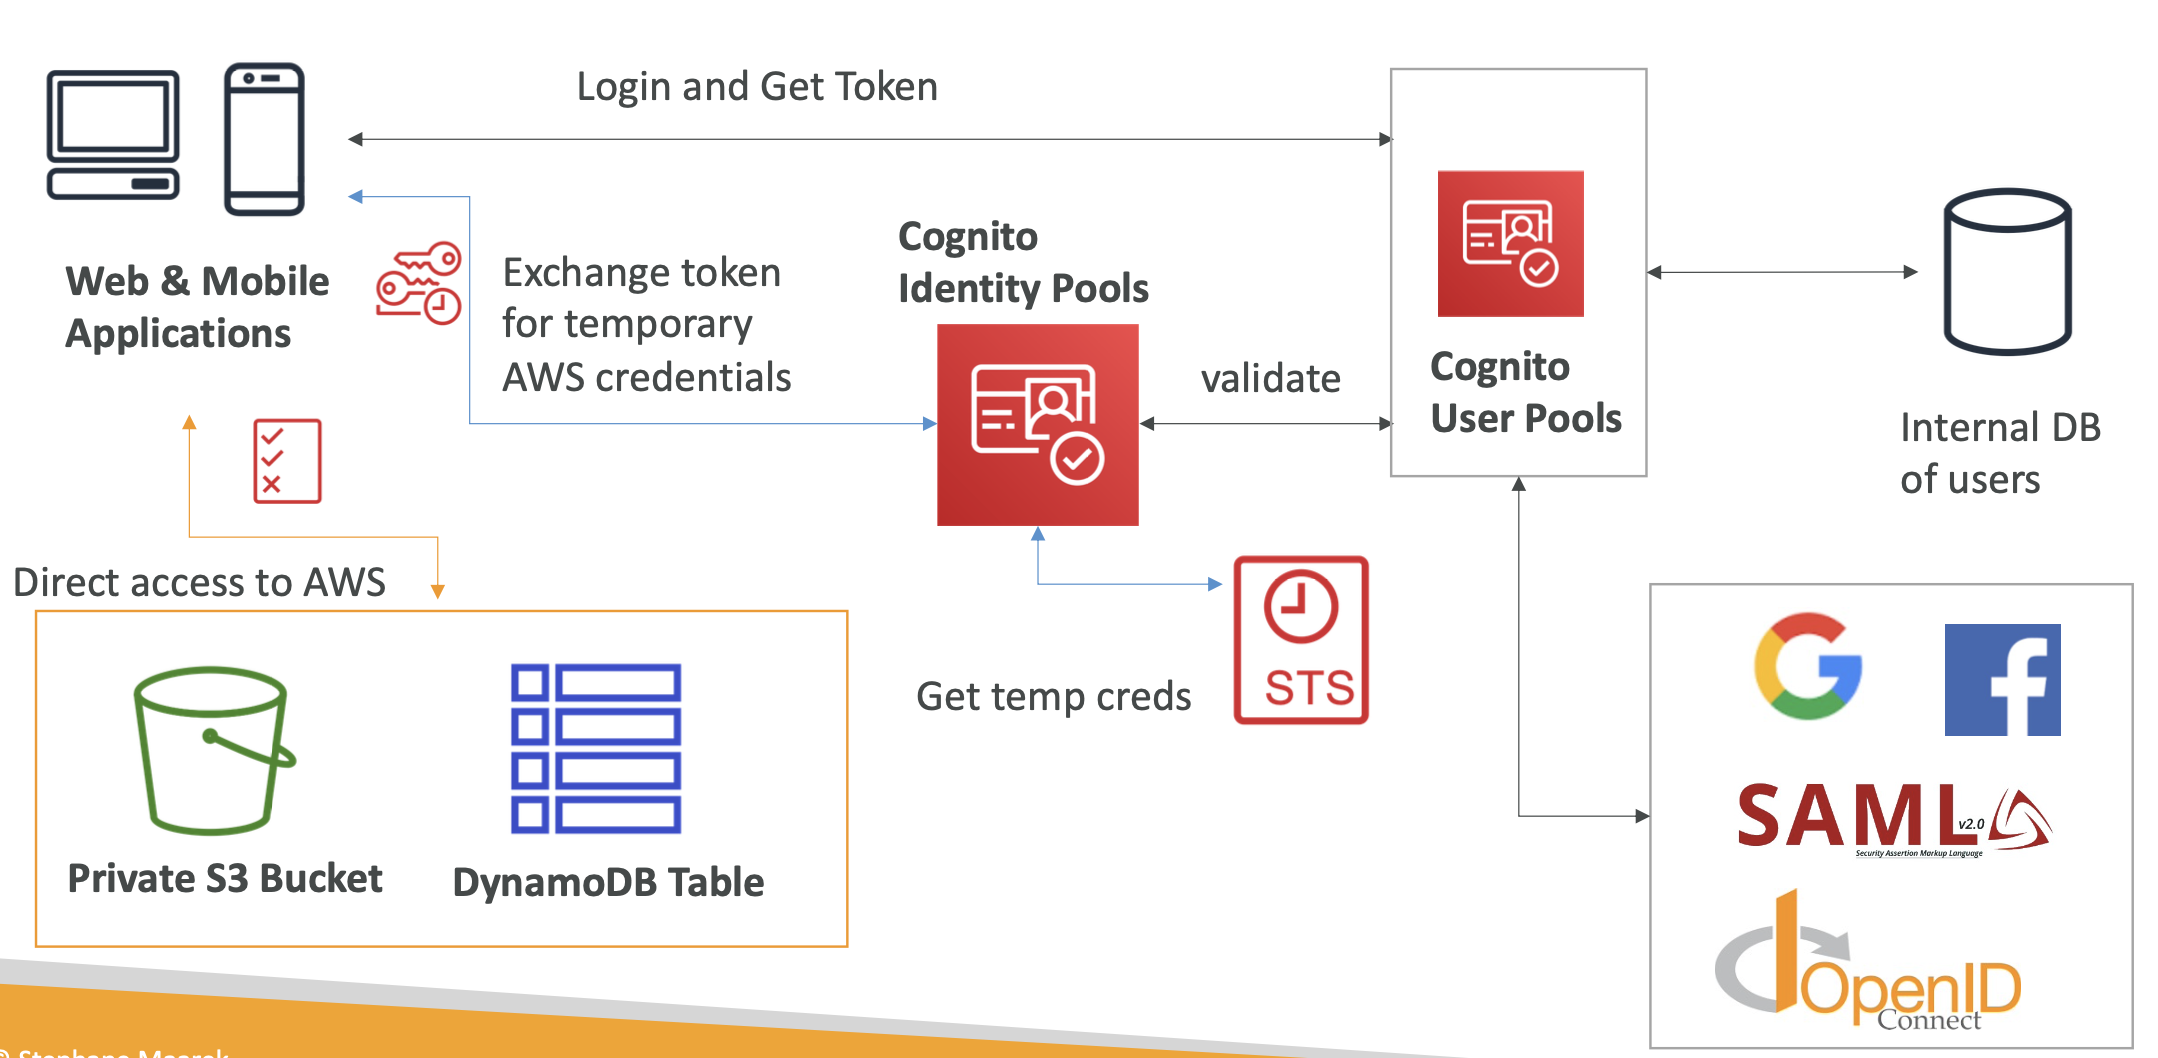 Login and Get Token
Web & Mobile
Applications
Exchange token
for temporary
AWS credentials
Cognito
Identity Pools
validate
Cognito
User Pools
Internal DB
of users
Direct access to AWS
Get temp creds
STS
Private S3 Bucket
DynamoDB Table
SAML
v2.0
Security Assertion Markup Language
OpenID
Connect
© Stephane Maarek